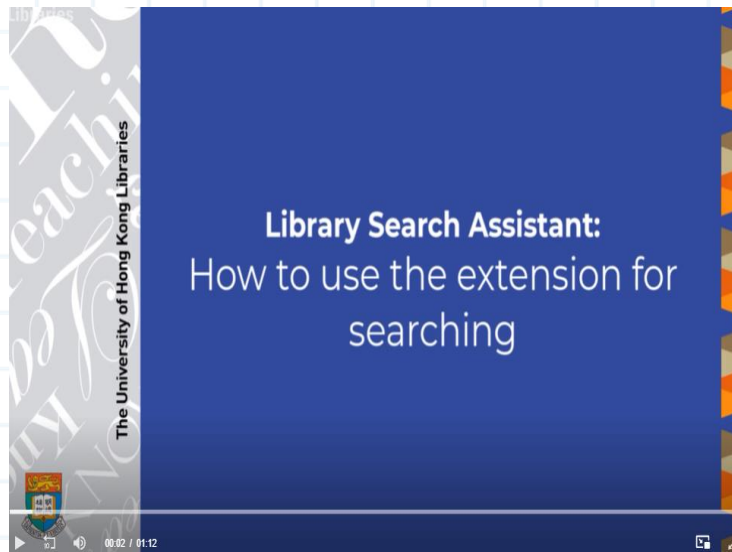 Libraries
The University of Hong Kong Libraries
Library Search Assistant:
How to use the extension for
searching
00:02 / 01:12